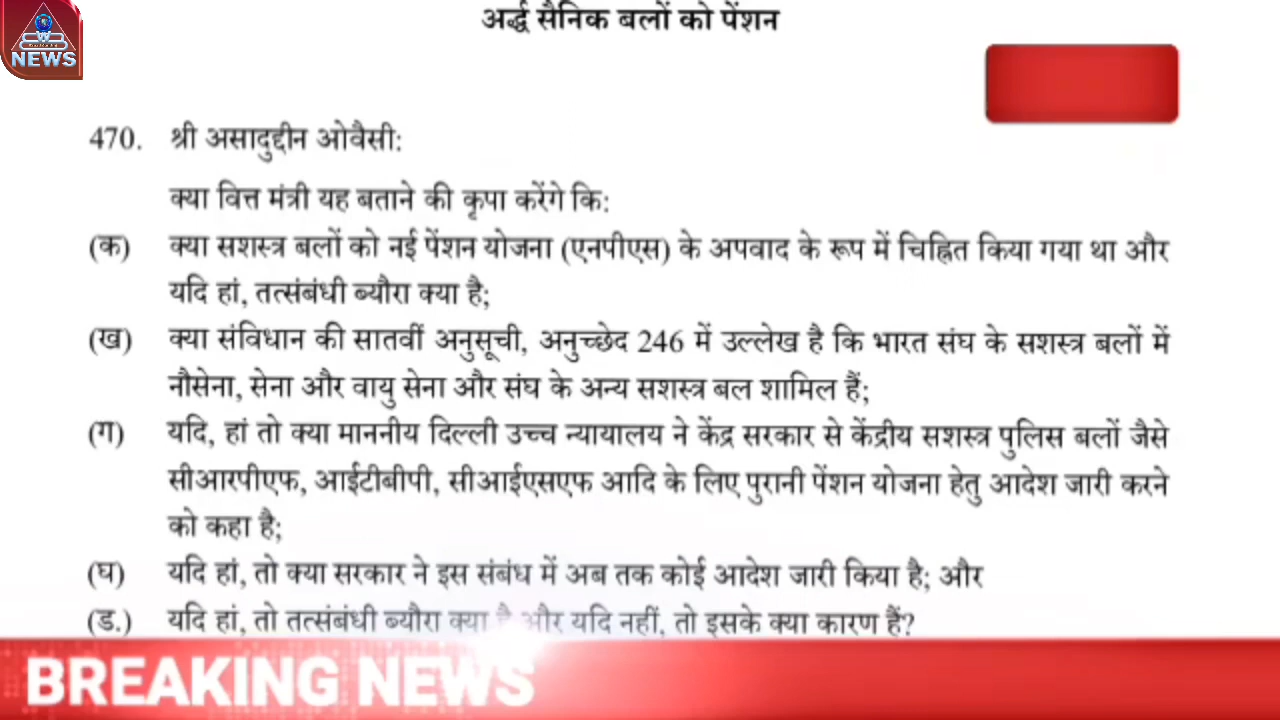 NEWS
अर्द्ध सैनिक बलों को पेंशन
470. श्री असादुद्दीन ओवैसी:
क्या वित्त मंत्री यह बताने की कृपा करेंगे कि:
(क) क्या सशस्त्र बलों को नई पेंशन योजना (एनपीएस) के अपवाद के रूप में चिह्नित किया गया था और
यदि हां, तत्संबंधी ब्यौरा क्या है;
(ख) क्या संविधान की सातवीं अनुसूची, अनुच्छेद 246 में उल्लेख है कि भारत संघ के सशस्त्र बलों में
नौसेना, सेना और वायु सेना और संघ के अन्य सशस्त्र बल शामिल हैं;
(ग) यदि, हां तो क्या माननीय दिल्ली उच्च न्यायालय ने केंद्र सरकार से केंद्रीय सशस्त्र पुलिस बलों जैसे
सीआरपीएफ, आईटीबीपी, सीआईएसएफ आदि के लिए पुरानी पेंशन योजना हेतु आदेश जारी करने
को कहा है;
(घ) यदि हां, तो क्या सरकार ने इस संबंध में अब तक कोई आदेश जारी किया है; और
(ड.) यदि हां, तो तत्संबंधी ब्यौरा क्या है और यदि नहीं, तो इसके क्या कारण हैं?
BREAKING NEWS